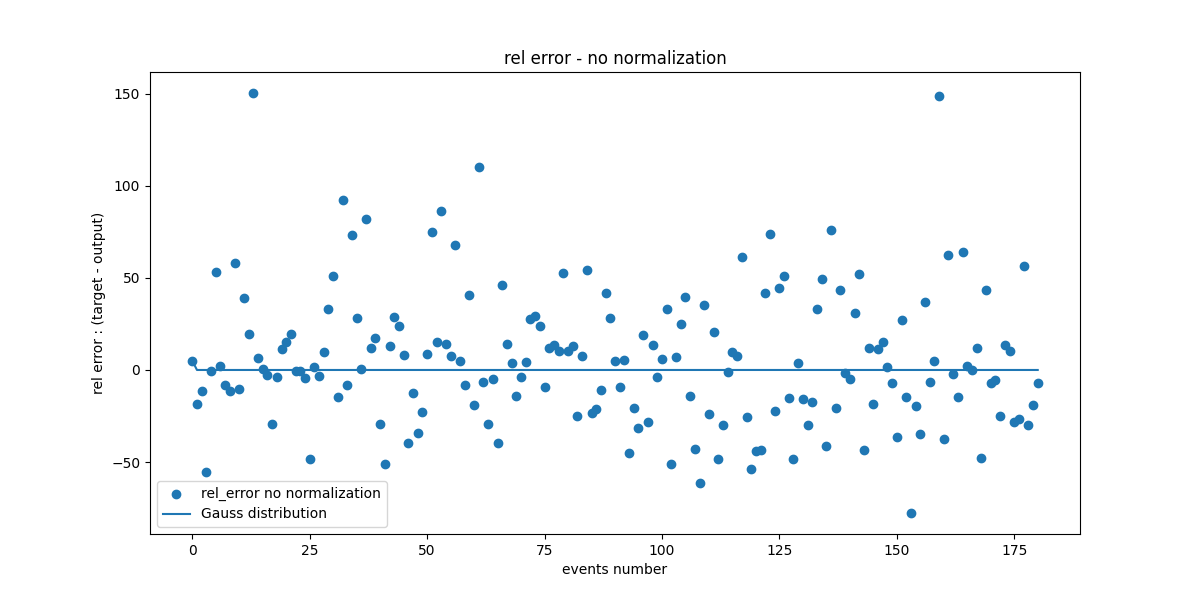 rel error - no normalization
rel error : (target - output)
150
100
50
0
−50
rel_error no normalization
Gauss distribution
0
25
50
75
100
125
150
175
events number